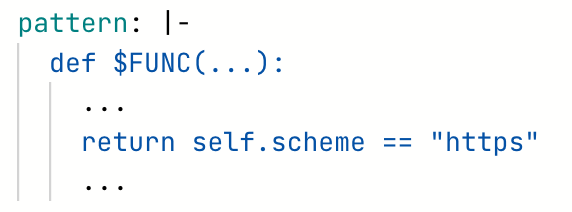 pattern: |-
  def $FUNC(...):
    ...
    return self.scheme == "https"
    ...